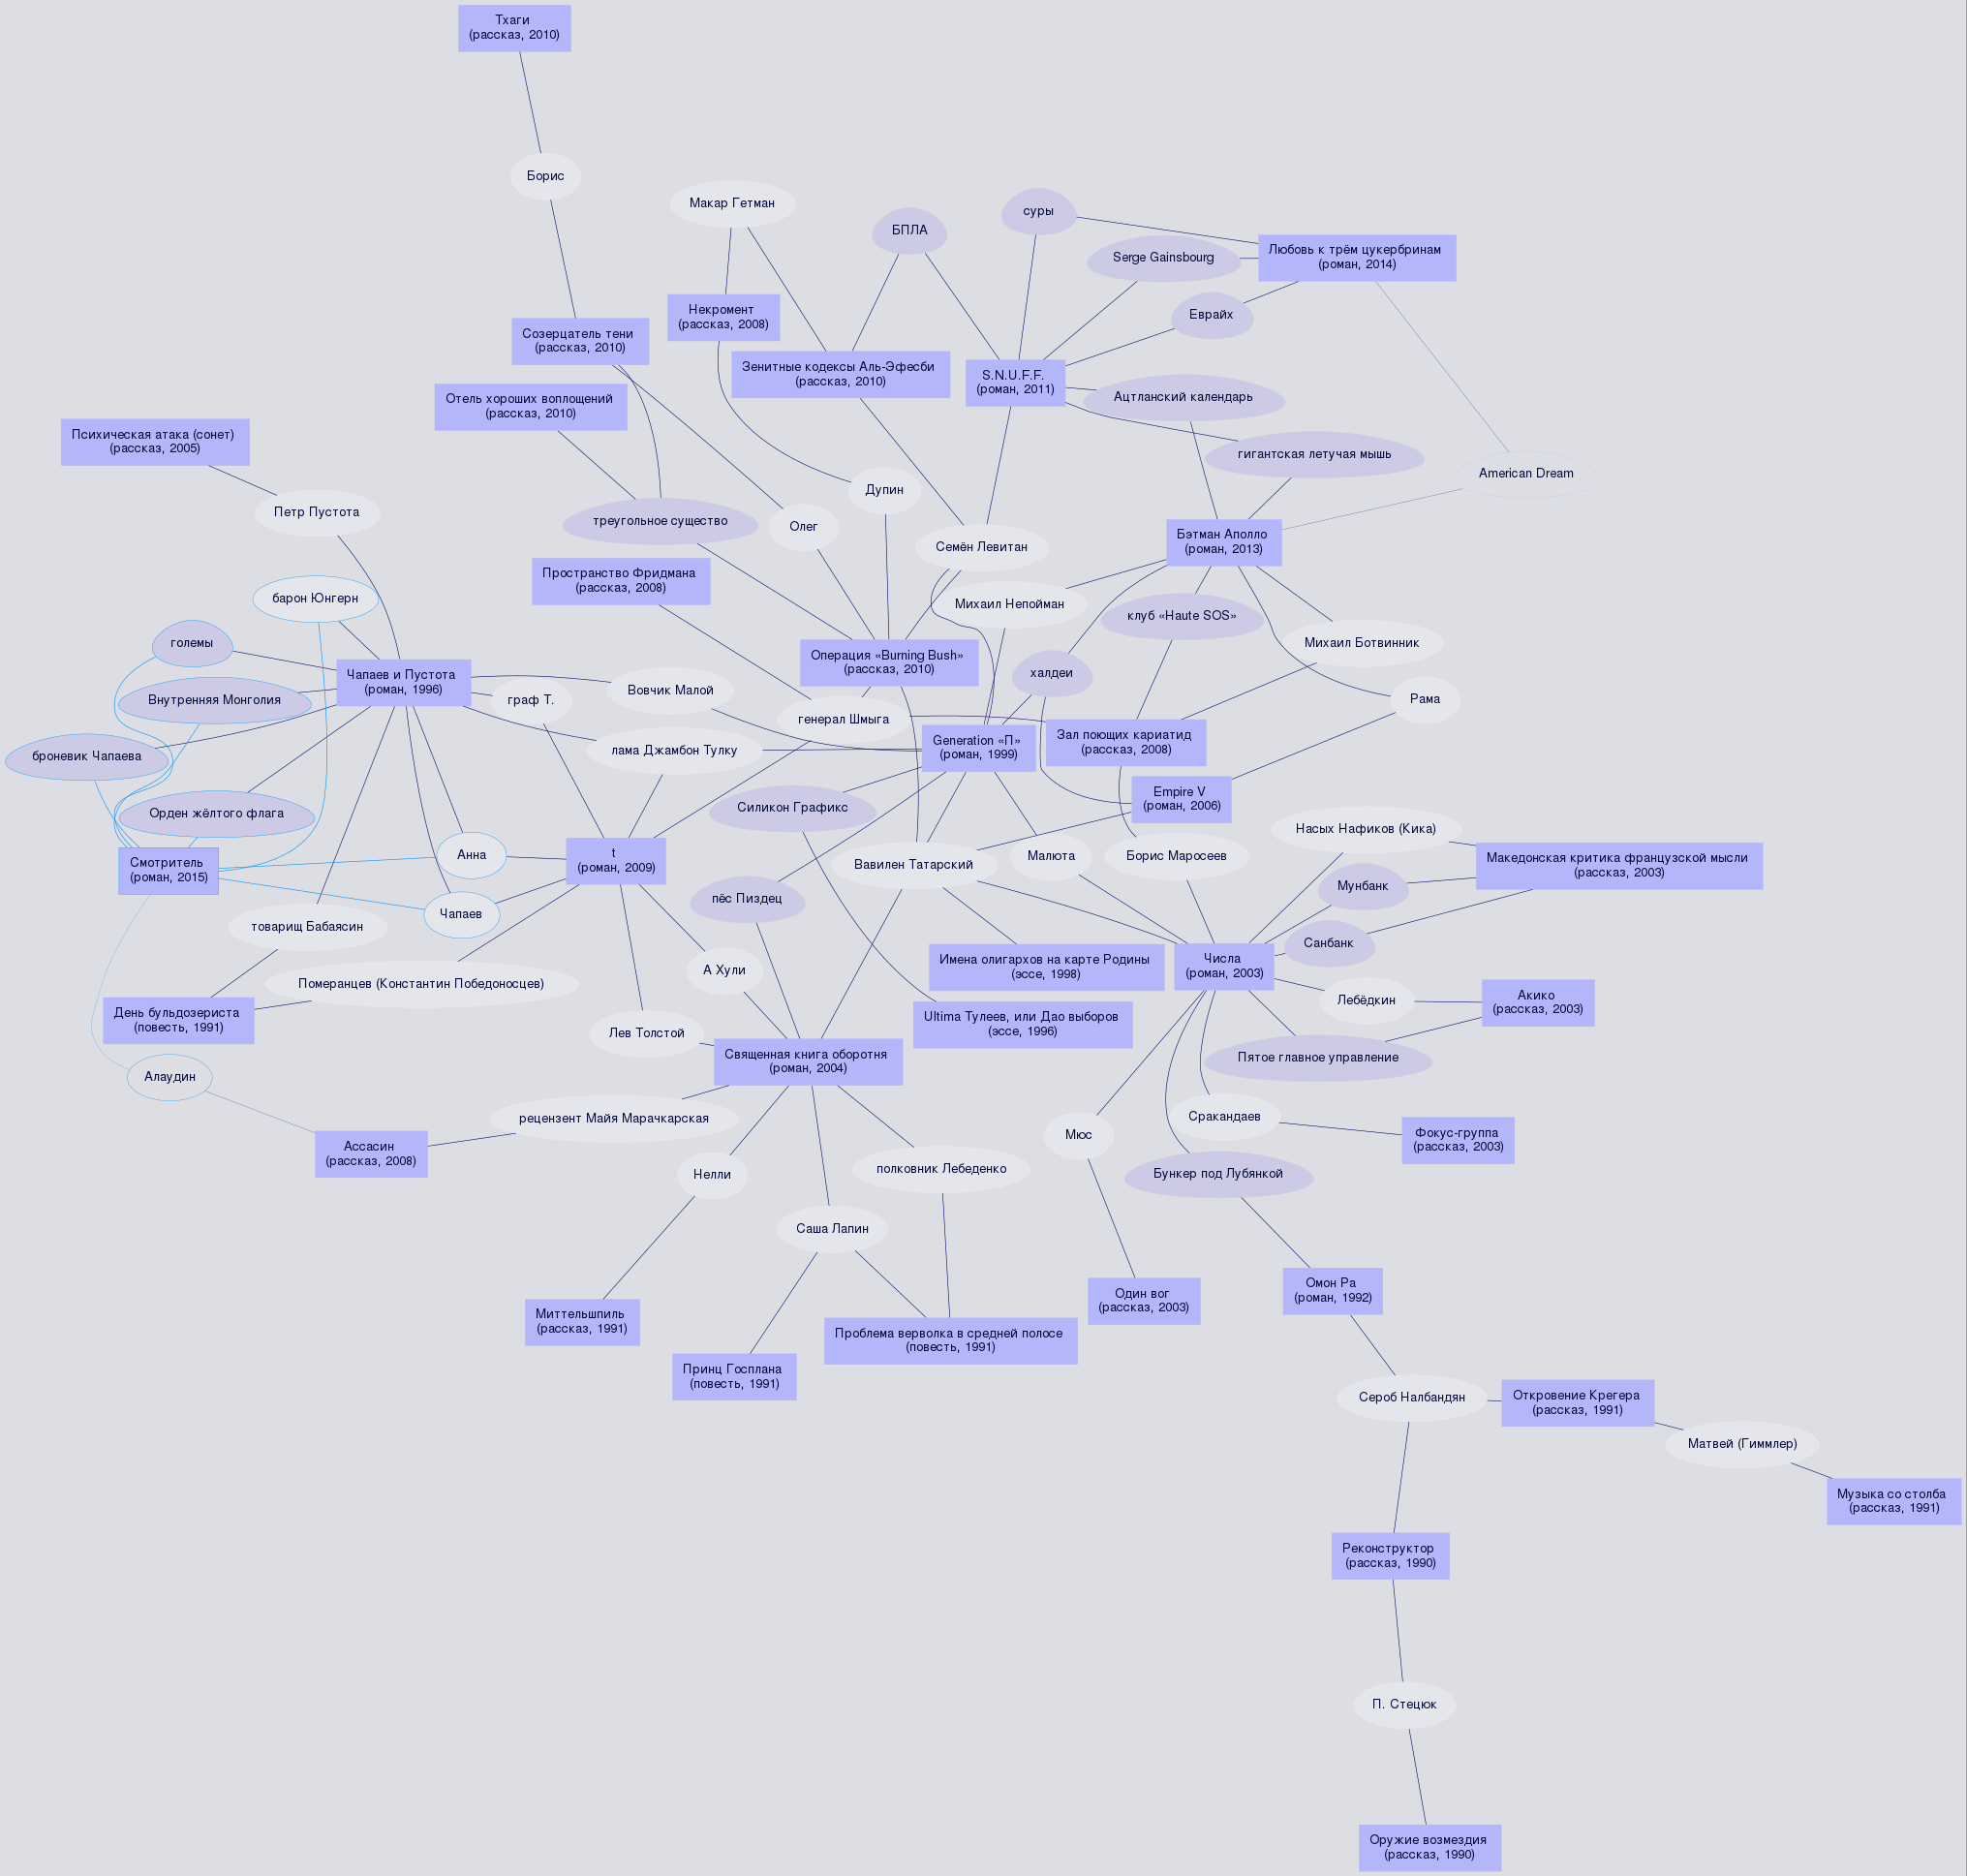 Тхаги
(рассказ, 2010)
Борис
Макар Гетман
БПЛА
суры
Serge Gainsbourg
Любовь к трём цукербринам
(роман, 2014)
Еврайх
Некромент
(рассказ, 2008)
Созерцатель тени
(рассказ, 2010)
Зенитные кодексы Аль-Эфесби
(рассказ, 2010)
S.N.U.F.F.
(роман, 2011)
Отель хороших воплощений
(рассказ, 2010)
Ацтланский календарь
Психическая атака (сонет)
(рассказ, 2005)
гигантская летучая мышь
American Dream
Дупин
Петр Пустота
треугольное существо
Олег
Семён Левитан
Бэтман Аполло
(роман, 2013)
Пространство Фридмана
(рассказ, 2008)
барон Юнгерн
Михаил Непойман
клуб «Haute SOS»
големы
Михаил Ботвинник
Операция «Burning Bush»
(рассказ, 2010)
халдеи
Чапаев и Пустота
(роман, 1996)
Вовчик Малой
граф Т.
Внутренняя Монголия
Рама
генерал Шмыга
лама Джамбон Тулку
Generation «П»
(роман, 1999)
Зал поющих кариатид
(рассказ, 2008)
броневик Чапаева
Empire V
(роман, 2006)
Орден жёлтого флага
Силикон Графикс
Насых Нафиков (Кика)
Смотритель
(роман, 2015)
Анна
t
(роман, 2009)
Вавилен Татарский
Малюта
Борис Маросеев
Македонская критика французской мысли
(рассказ, 2003)
Мунбанк
пёс Пиздец
Чапаев
товарищ Бабаясин
Санбанк
Имена олигархов на карте Родины
(эссе, 1998)
Числа
(роман, 2003)
А Хули
Померанцев (Константин Победоносцев)
Лебёдкин
Акико
(рассказ, 2003)
День бульдозериста
(повесть, 1991)
Ultima Тулеев, или Дао выборов
(эссе, 1996)
Лев Толстой
Священная книга оборотня
(роман, 2004)
Пятое главное управление
Алаудин
рецензент Майя Марачкарская
Сракандаев
Мюс
Фокус-группа
(рассказ, 2003)
Ассасин
(рассказ, 2008)
Нелли
полковник Лебеденко
Бункер под Лубянкой
Саша Лапин
Омон Ра
(роман, 1992)
Один вог
(рассказ, 2003)
Миттельшпиль
(рассказ, 1991)
Проблема верволка в средней полосе
(повесть, 1991)
Принц Госплана
(повесть, 1991)
Сероб Налбандян
Откровение Крегера
(рассказ, 1991)
Матвей (Гиммлер)
Музыка со столба
(рассказ, 1991)
Реконструктор
(рассказ, 1990)
П. Стецюк
Оружие возмездия
(рассказ, 1990)